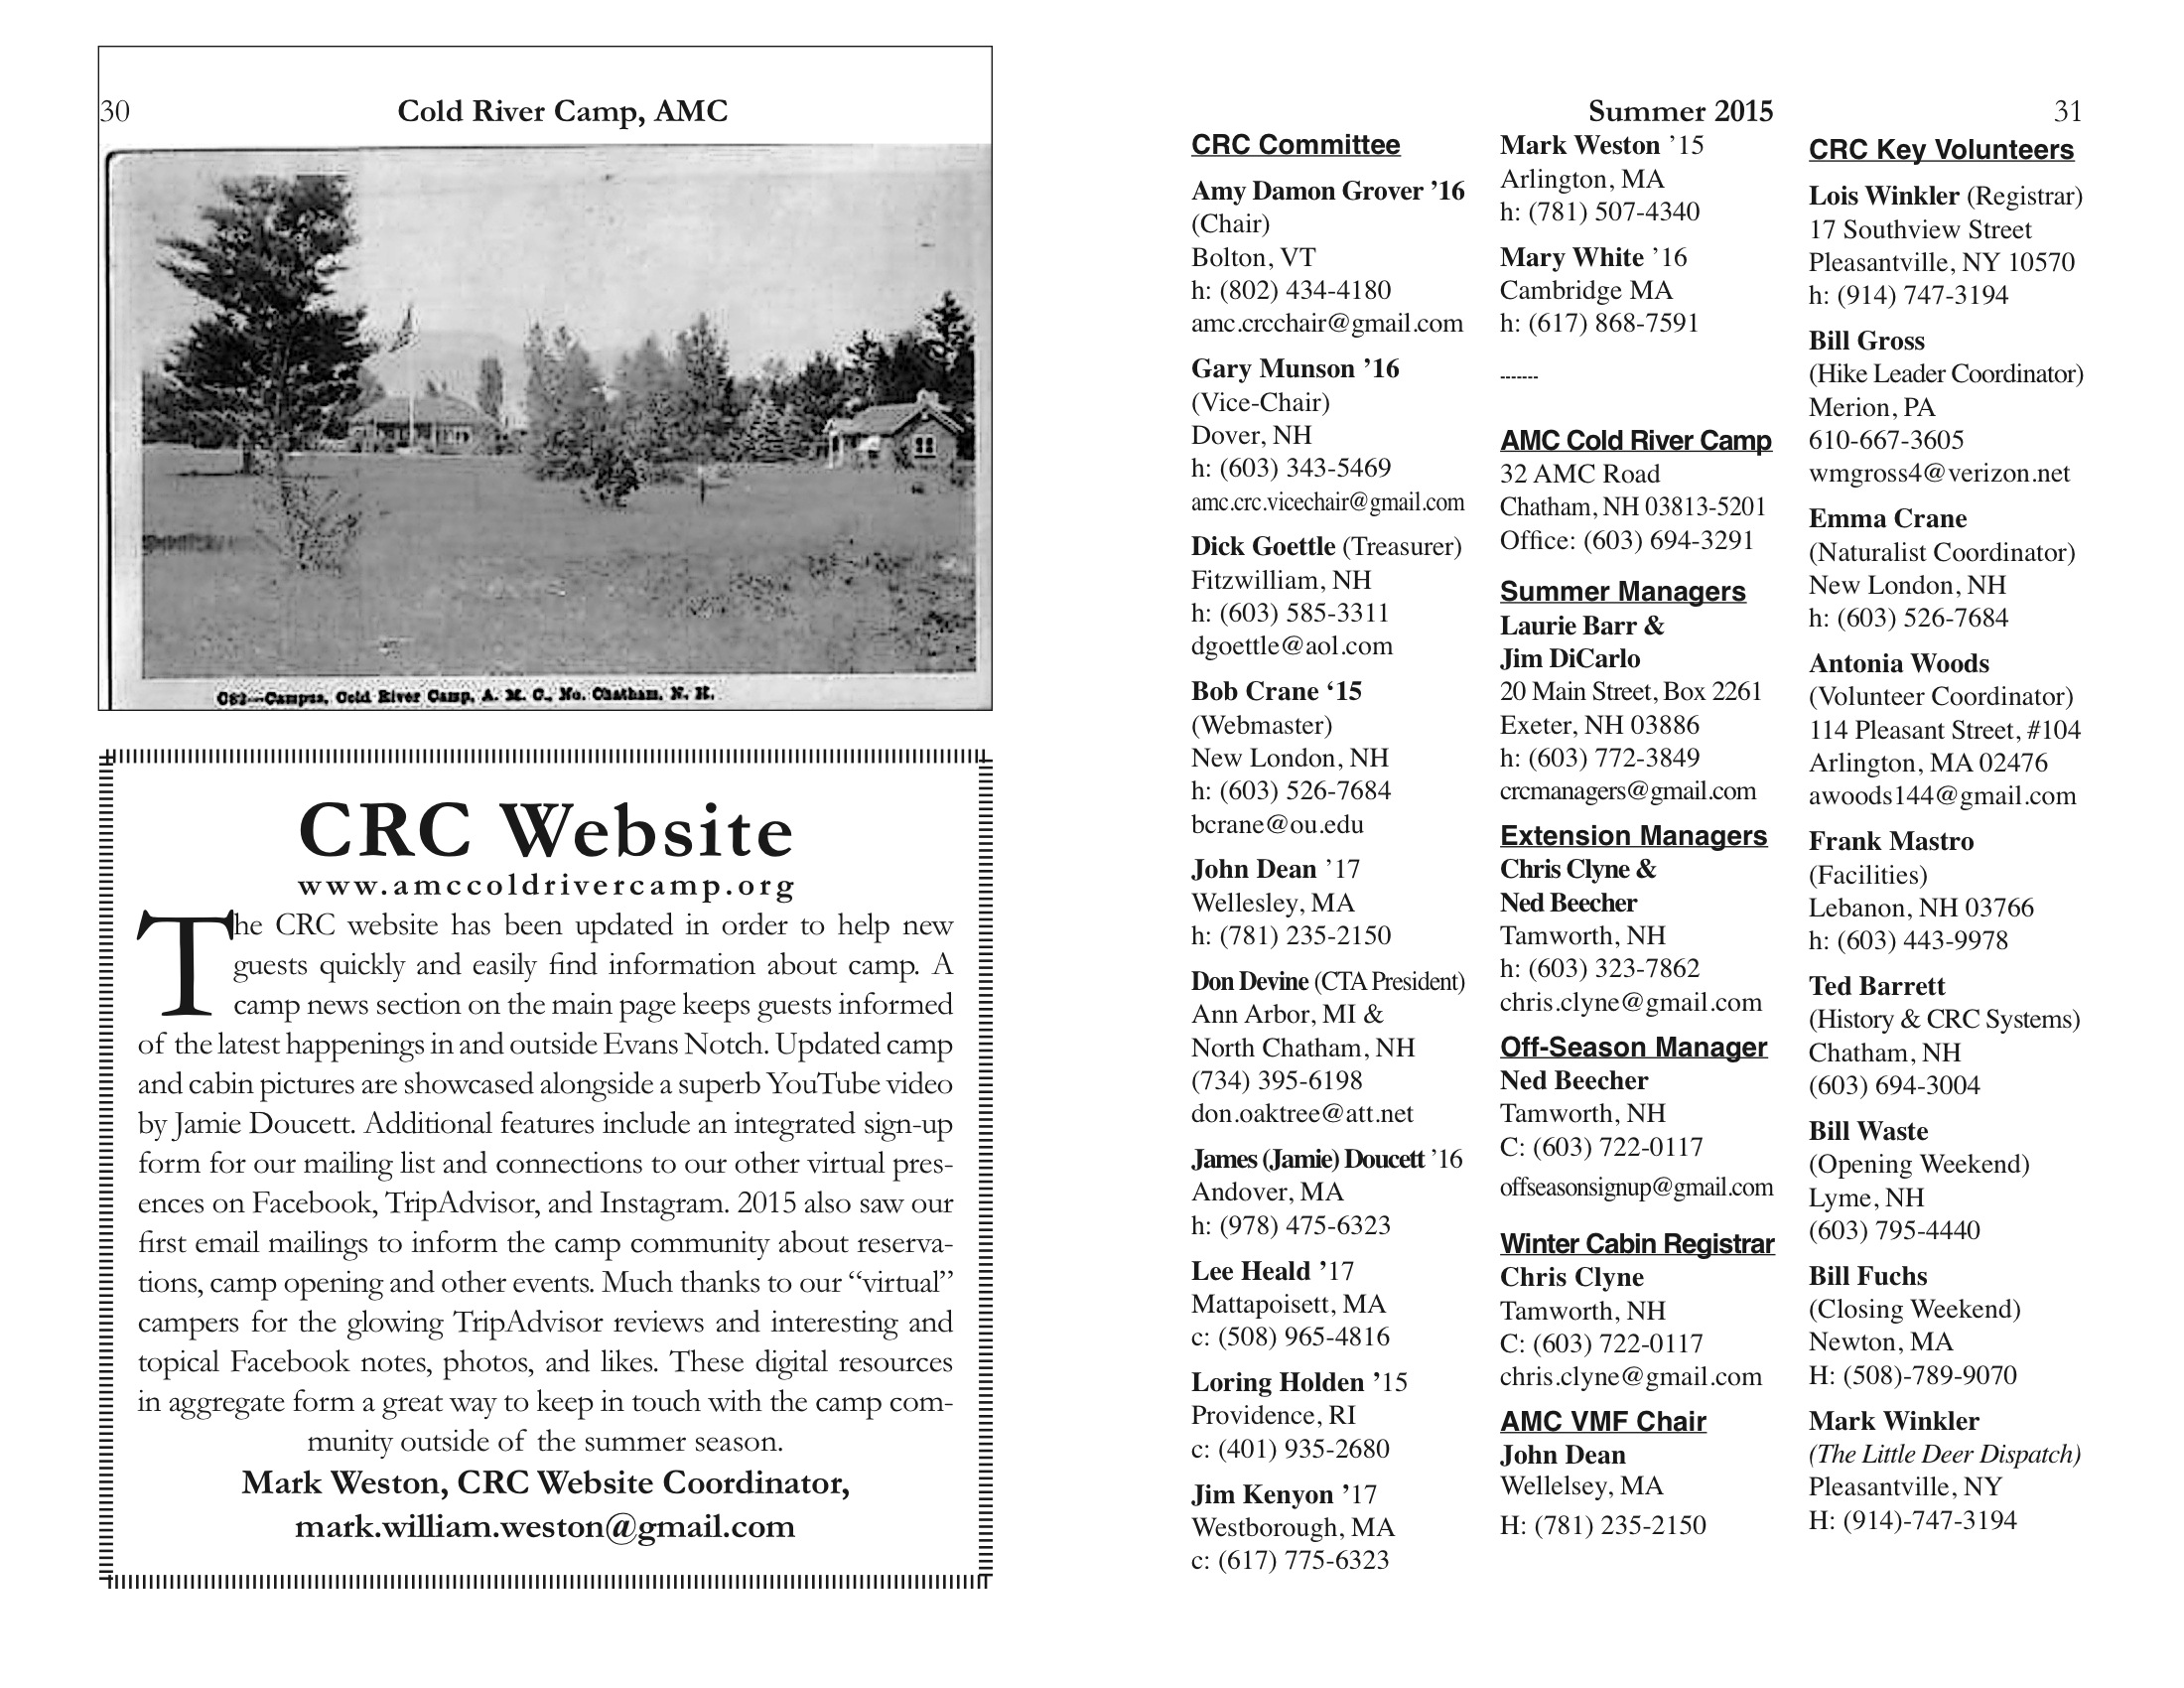 30
Cold River Camp, AMC
C82—Campus, Cold River Camp, A. M. C., No. Chatham, N. H.
CRC Website
www.amccoldrivercamp.org
The CRC website has been updated in order to help new
guests quickly and easily find information about camp. A
camp news section on the main page keeps guests informed
of the latest happenings in and outside Evans Notch. Updated camp
and cabin pictures are showcased alongside a superb YouTube video
by Jamie Doucett. Additional features include an integrated sign-up
form for our mailing list and connections to our other virtual pres-
ences on Facebook, TripAdvisor, and Instagram. 2015 also saw our
first email mailings to inform the camp community about reserva-
tions, camp opening and other events. Much thanks to our “virtual”
campers for the glowing TripAdvisor reviews and interesting and
topical Facebook notes, photos, and likes. These digital resources
in aggregate form a great way to keep in touch with the camp com-
munity outside of the summer season.
Mark Weston, CRC Website Coordinator,
mark.william.weston@gmail.com
Summer 2015
31
CRC Committee
Amy Damon Grover ’16
(Chair)
Bolton, VT
h: (802) 434-4180
amc.crcchair@gmail.com
Gary Munson ’16
(Vice-Chair)
Dover, NH
h: (603) 343-5469
amc.crc.vicechair@gmail.com
Dick Goettle (Treasurer)
Fitzwilliam, NH
h: (603) 585-3311
dgoettle@aol.com
Bob Crane ‘15
(Webmaster)
New London, NH
h: (603) 526-7684
bcrane@ou.edu
John Dean ’17
Wellesley, MA
h: (781) 235-2150
Don Devine (CTA President)
Ann Arbor, MI &
North Chatham, NH
(734) 395-6198
don.oaktree@att.net
James (Jamie) Doucett ’16
Andover, MA
h: (978) 475-6323
Lee Heald ’17
Mattapoisett, MA
c: (508) 965-4816
Loring Holden ’15
Providence, RI
c: (401) 935-2680
Jim Kenyon ’17
Westborough, MA
c: (617) 775-6323
Mark Weston ’15
Arlington, MA
h: (781) 507-4340
Mary White ’16
Cambridge MA
h: (617) 868-7591
-------
AMC Cold River Camp
32 AMC Road
Chatham, NH 03813-5201
Office: (603) 694-3291
Summer Managers
Laurie Barr &
Jim DiCarlo
20 Main Street, Box 2261
Exeter, NH 03886
h: (603) 772-3849
crcmanagers@gmail.com
Extension Managers
Chris Clyne &
Ned Beecher
Tamworth, NH
h: (603) 323-7862
chris.clyne@gmail.com
Off-Season Manager
Ned Beecher
Tamworth, NH
C: (603) 722-0117
offseasonsignup@gmail.com
Winter Cabin Registrar
Chris Clyne
Tamworth, NH
C: (603) 722-0117
chris.clyne@gmail.com
AMC VMF Chair
John Dean
Wellelsey, MA
H: (781) 235-2150
CRC Key Volunteers
Lois Winkler (Registrar)
17 Southview Street
Pleasantville, NY 10570
h: (914) 747-3194
Bill Gross
(Hike Leader Coordinator)
Merion, PA
610-667-3605
wmgross4@verizon.net
Emma Crane
(Naturalist Coordinator)
New London, NH
h: (603) 526-7684
Antonia Woods
(Volunteer Coordinator)
114 Pleasant Street, #104
Arlington, MA 02476
awoods144@gmail.com
Frank Mastro
(Facilities)
Lebanon, NH 03766
h: (603) 443-9978
Ted Barrett
(History & CRC Systems)
Chatham, NH
(603) 694-3004
Bill Waste
(Opening Weekend)
Lyme, NH
(603) 795-4440
Bill Fuchs
(Closing Weekend)
Newton, MA
H: (508)-789-9070
Mark Winkler
(The Little Deer Dispatch)
Pleasantville, NY
H: (914)-747-3194